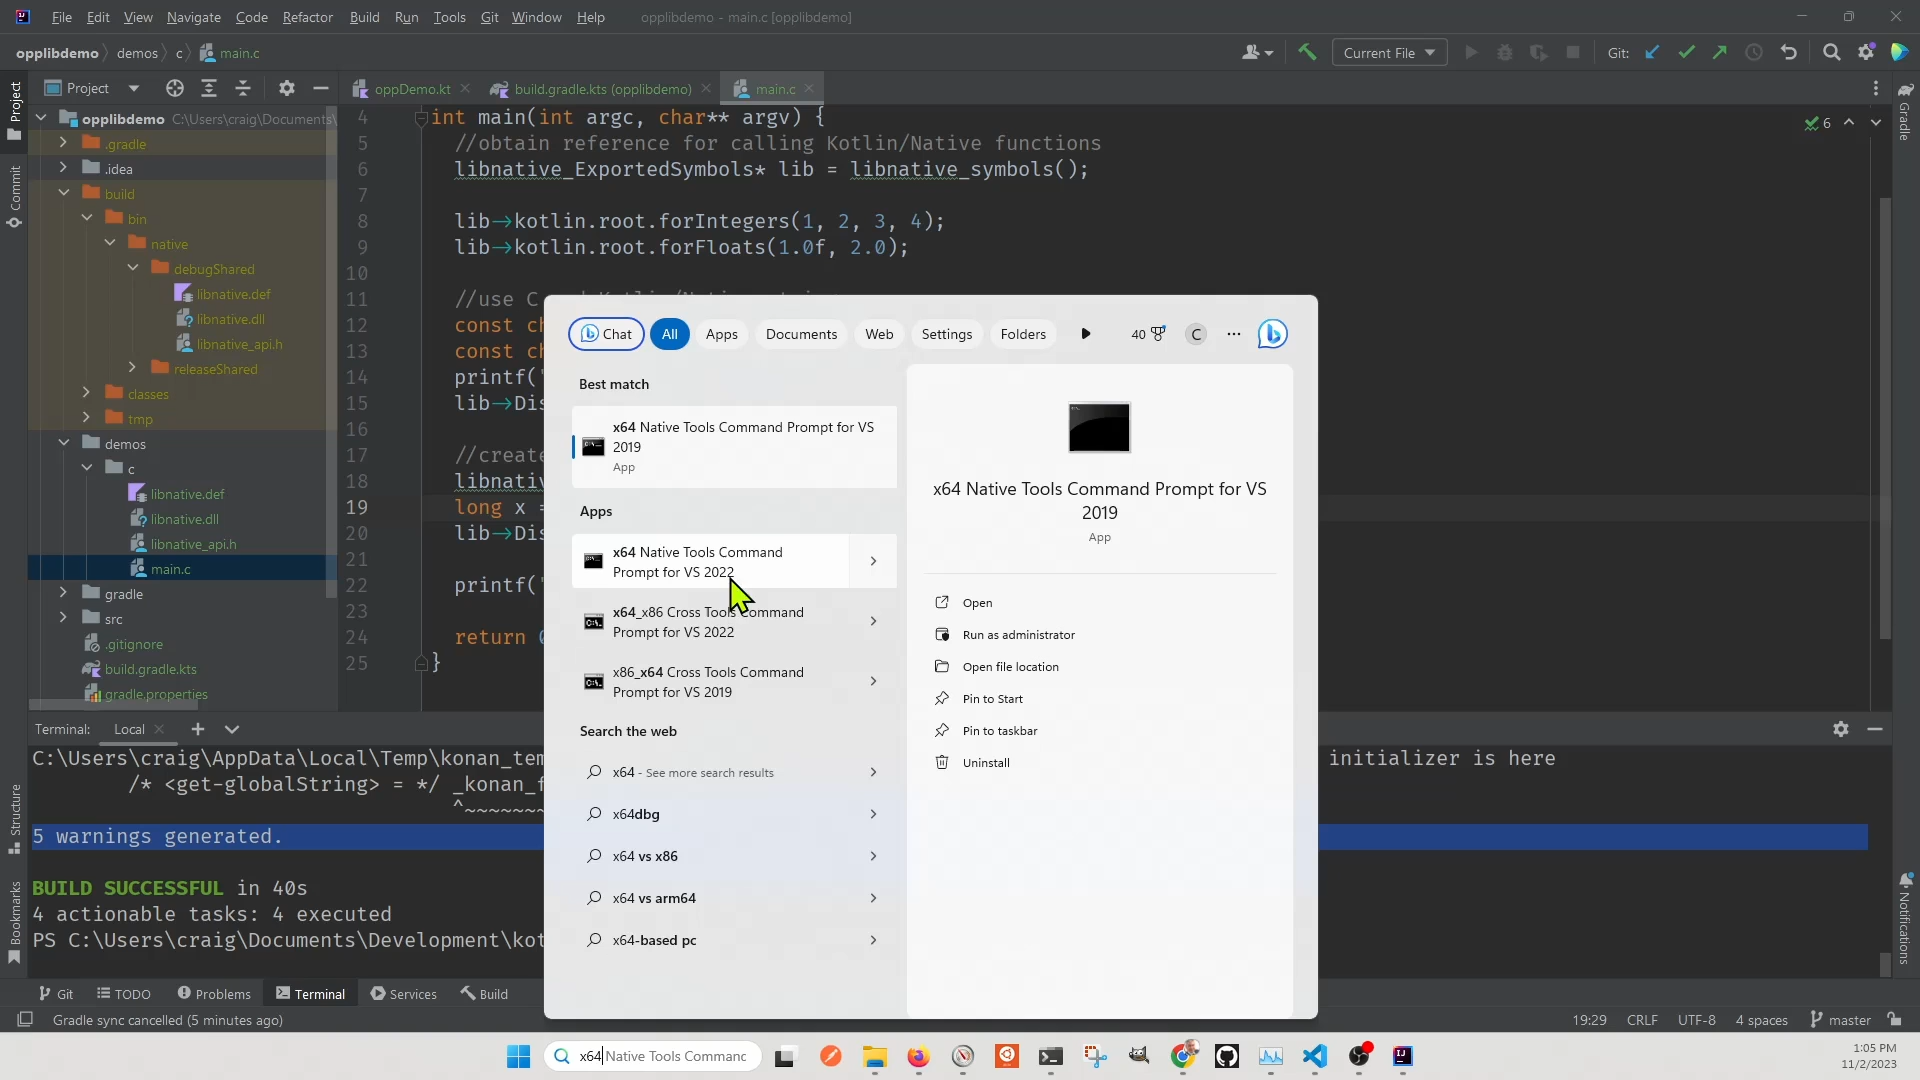 File Edit View Navigate Code Refactor Build Run Tools Git Window Help opplibdemo - main.c [opplibdemo]
opplibdemo demos c main.c
Current File
Git:
Project
oppDemo.kt
build.gradle.kts (opplibdemo)
main.c
opplibdemo C:\Users\craig\Documents\
.gradle
.idea
build
bin
native
debugShared
libnative.def
libnative.dll
libnative_api.h
releaseShared
classes
tmp
demos
c
libnative.def
libnative.dll
libnative_api.h
main.c
gradle
src
.gitignore
build.gradle.kts
gradle.properties
Project
Commit
Structure
Bookmarks
Gradle
Notifications
6
4 int main(int argc, char** argv) {
5 //obtain reference for calling Kotlin/Native functions
6 libnative_ExportedSymbols* lib = libnative_symbols();
7
8 lib->kotlin.root.forIntegers(1, 2, 3, 4);
9 lib->kotlin.root.forFloats(1.0f, 2.0);
10
11 //use C
12 const ch
13 const ch
14 printf("
15 lib->Dis
16
17 //create
18 libnativ
19 long x =
20 lib->Dis
21
22 printf("
23
24 return 0
25 }
Chat All Apps Documents Web Settings Folders 40 C ...
Best match
x64 Native Tools Command Prompt for VS
2019
App
Apps
x64 Native Tools Command
Prompt for VS 2022
x64_x86 Cross Tools Command
Prompt for VS 2022
x86_x64 Cross Tools Command
Prompt for VS 2019
Search the web
x64 - See more search results
x64dbg
x64 vs x86
x64 vs arm64
x64-based pc
x64 Native Tools Command Prompt for VS
2019
App
Open
Run as administrator
Open file location
Pin to Start
Pin to taskbar
Uninstall
Terminal: Local
C:\Users\craig\AppData\Local\Temp\konan_tem initializer is here
/* <get-globalString> = */ _konan_f
^~~~~~~
5 warnings generated.
BUILD SUCCESSFUL in 40s
4 actionable tasks: 4 executed
PS C:\Users\craig\Documents\Development\kot
Git TODO Problems Terminal Services Build
Gradle sync cancelled (5 minutes ago)
19:29 CRLF UTF-8 4 spaces master
x64 Native Tools Commanc
1:05 PM
11/2/2023